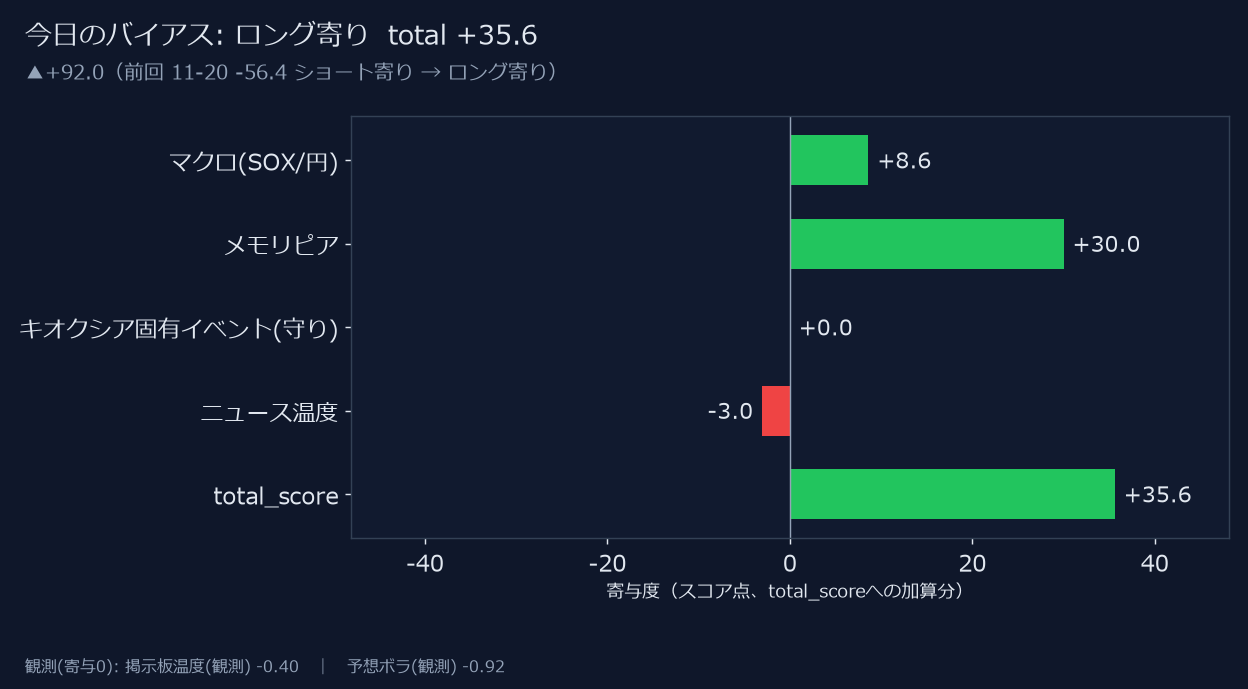 今日のバイアス: ロング寄り  total +35.6
▲+92.0（前回 11-20 -56.4 ショート寄り → ロング寄り）
マクロ(SOX/円)
+8.6
メモリピア
+30.0
キオクシア固有イベント(守り)
+0.0
ニュース温度
-3.0
total_score
+35.6
-40
-20
0
20
40
寄与度（スコア点、total_scoreへの加算分）
観測(寄与0): 掲示板温度(観測) -0.40 ｜ 予想ボラ(観測) -0.92